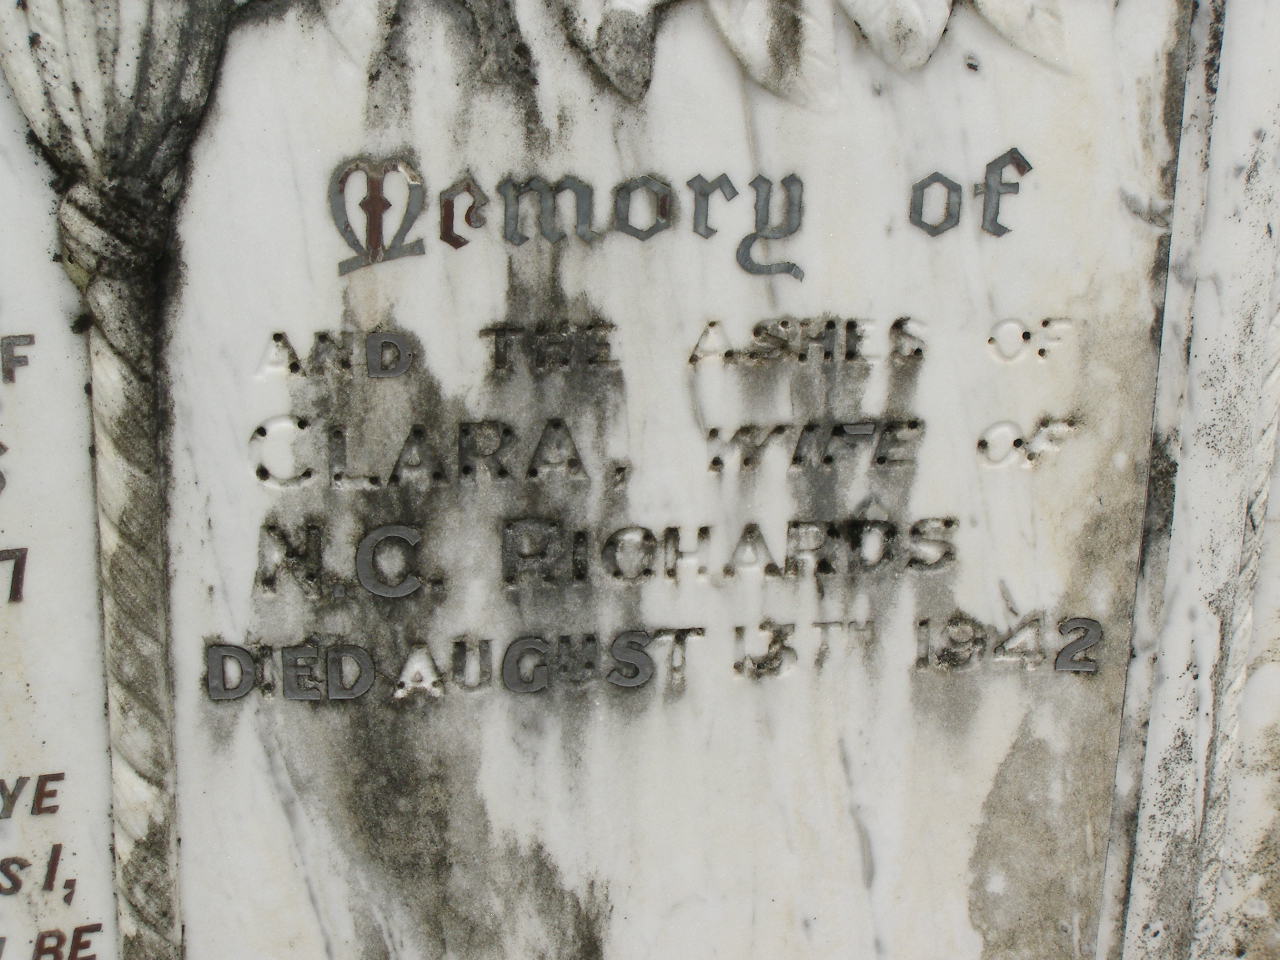 Memory of
AND THE ASHES OF
CLARA, WIFE OF
N.C. RICHARDS
DIED AUGUST 13TH 1942
F
S
7
YE
S I,
BE